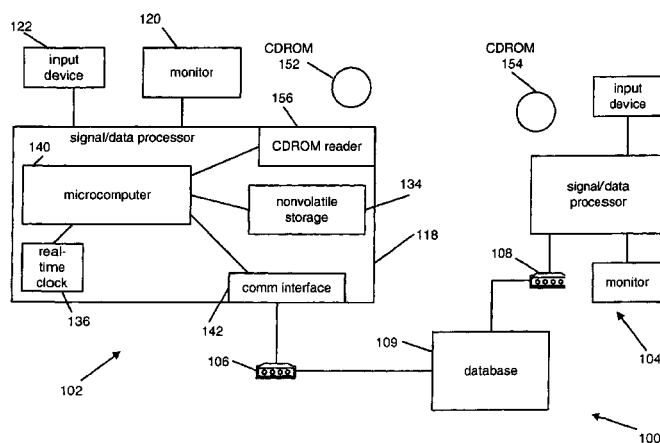 122
input
device
120
monitor
CDROM
152
CDROM
154
input
device
156
signal/data processor
CDROM reader
140
microcomputer
nonvolatile
storage
134
118
real-
time
clock
136
142
comm interface
signal/data
processor
108
monitor
104
106
109
database
102
100